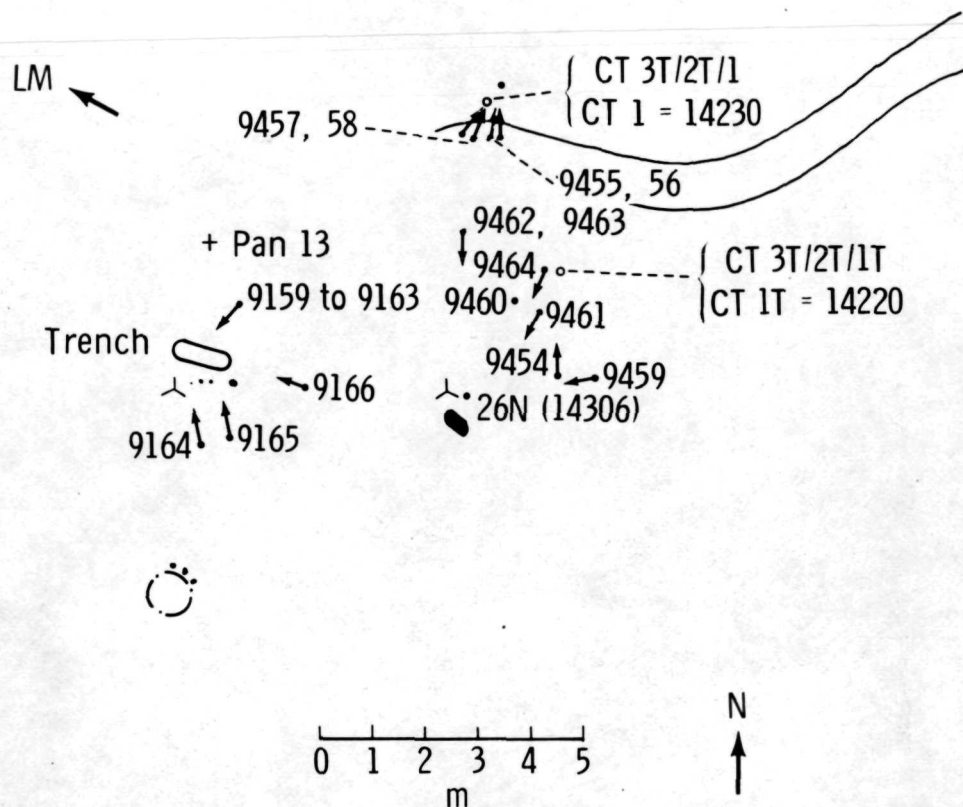 LM
CT 3T/2T/1
CT 1 = 14230
9457, 58
9455, 56
9462, 9463
+ Pan 13
9464
CT 3T/2T/1T
CT 1T = 14220
9159 to 9163
9460
9461
Trench
9454
9459
9166
26N (14306)
9164
9165
N
0 1 2 3 4 5
m